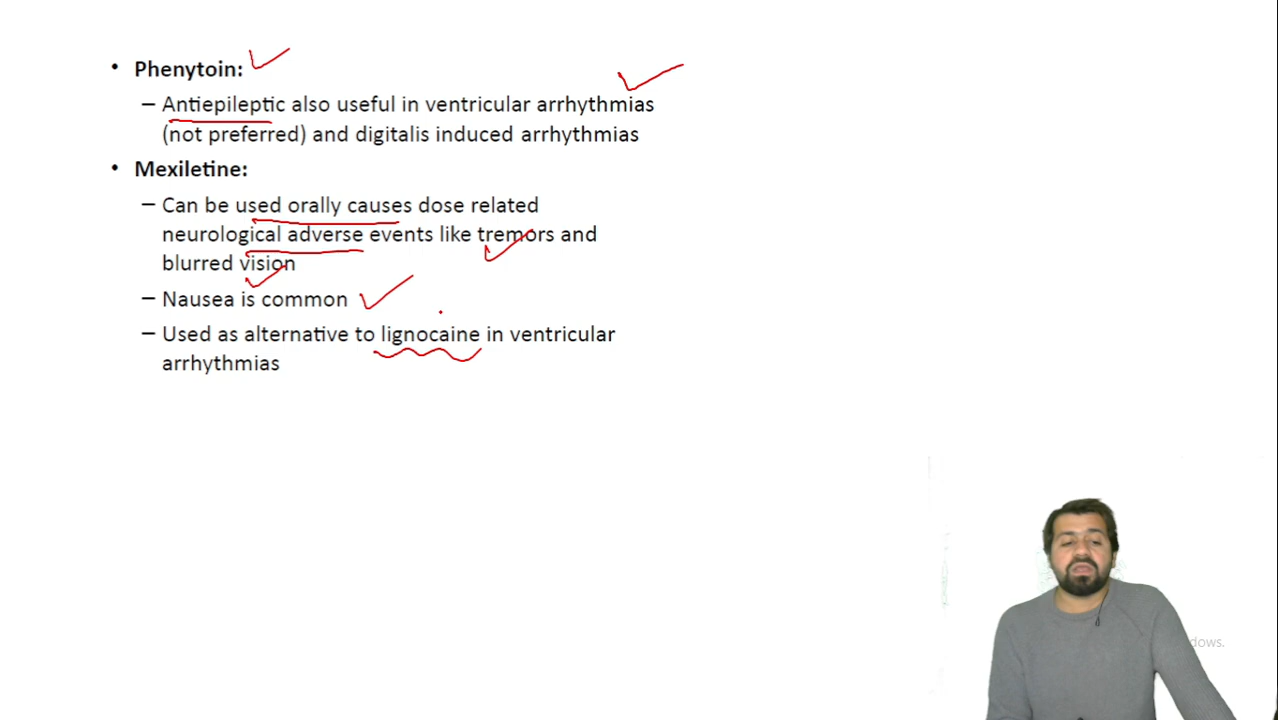 • Phenytoin:
– Antiepileptic also useful in ventricular arrhythmias
(not preferred) and digitalis induced arrhythmias
• Mexiletine:
– Can be used orally causes dose related
neurological adverse events like tremors and
blurred vision
– Nausea is common
– Used as alternative to lignocaine in ventricular
arrhythmias
dows.